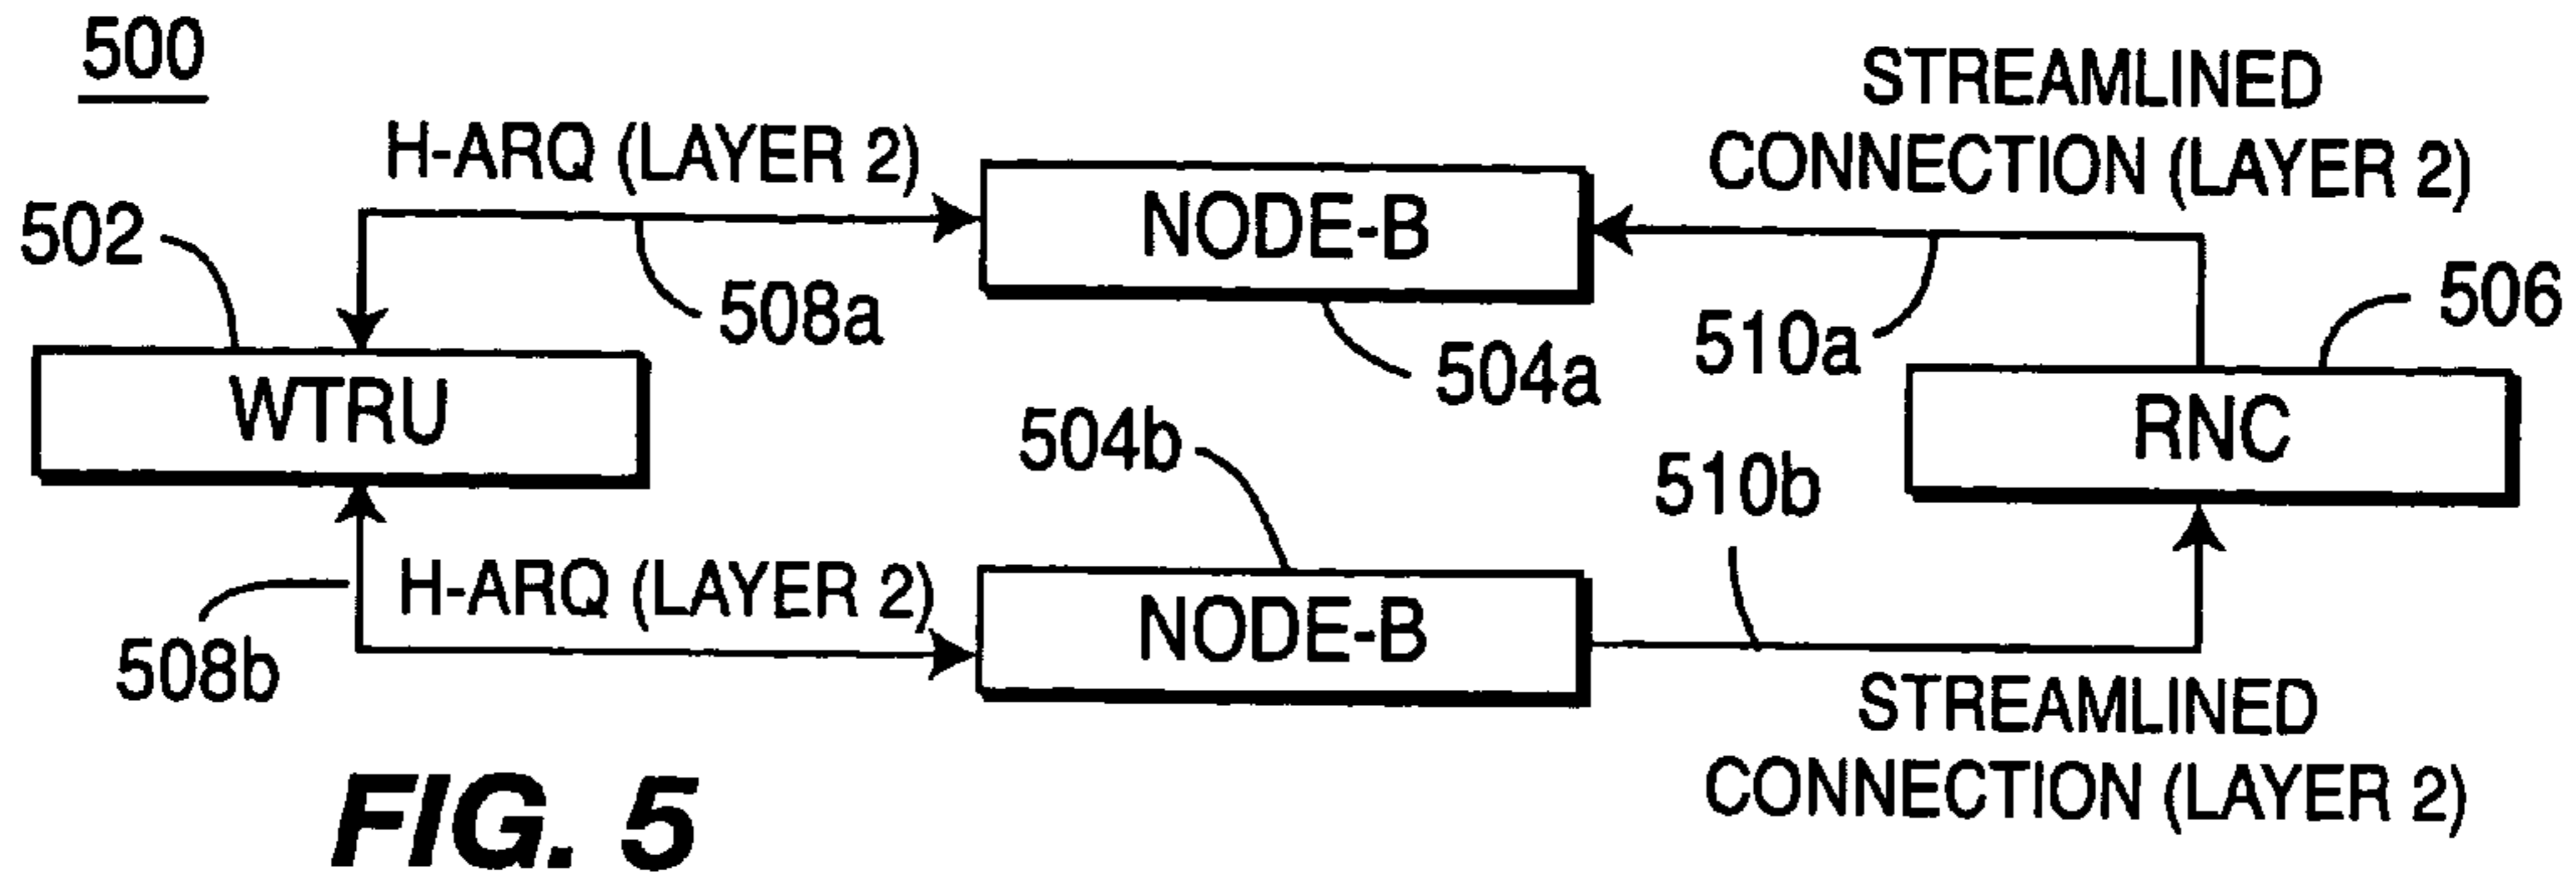 500
STREAMLINED
CONNECTION (LAYER 2)
H-ARQ (LAYER 2)
NODE-B
502
508a
504a
510a
506
WTRU
RNC
504b
510b
508b
H-ARQ (LAYER 2)
NODE-B
STREAMLINED
CONNECTION (LAYER 2)
FIG. 5